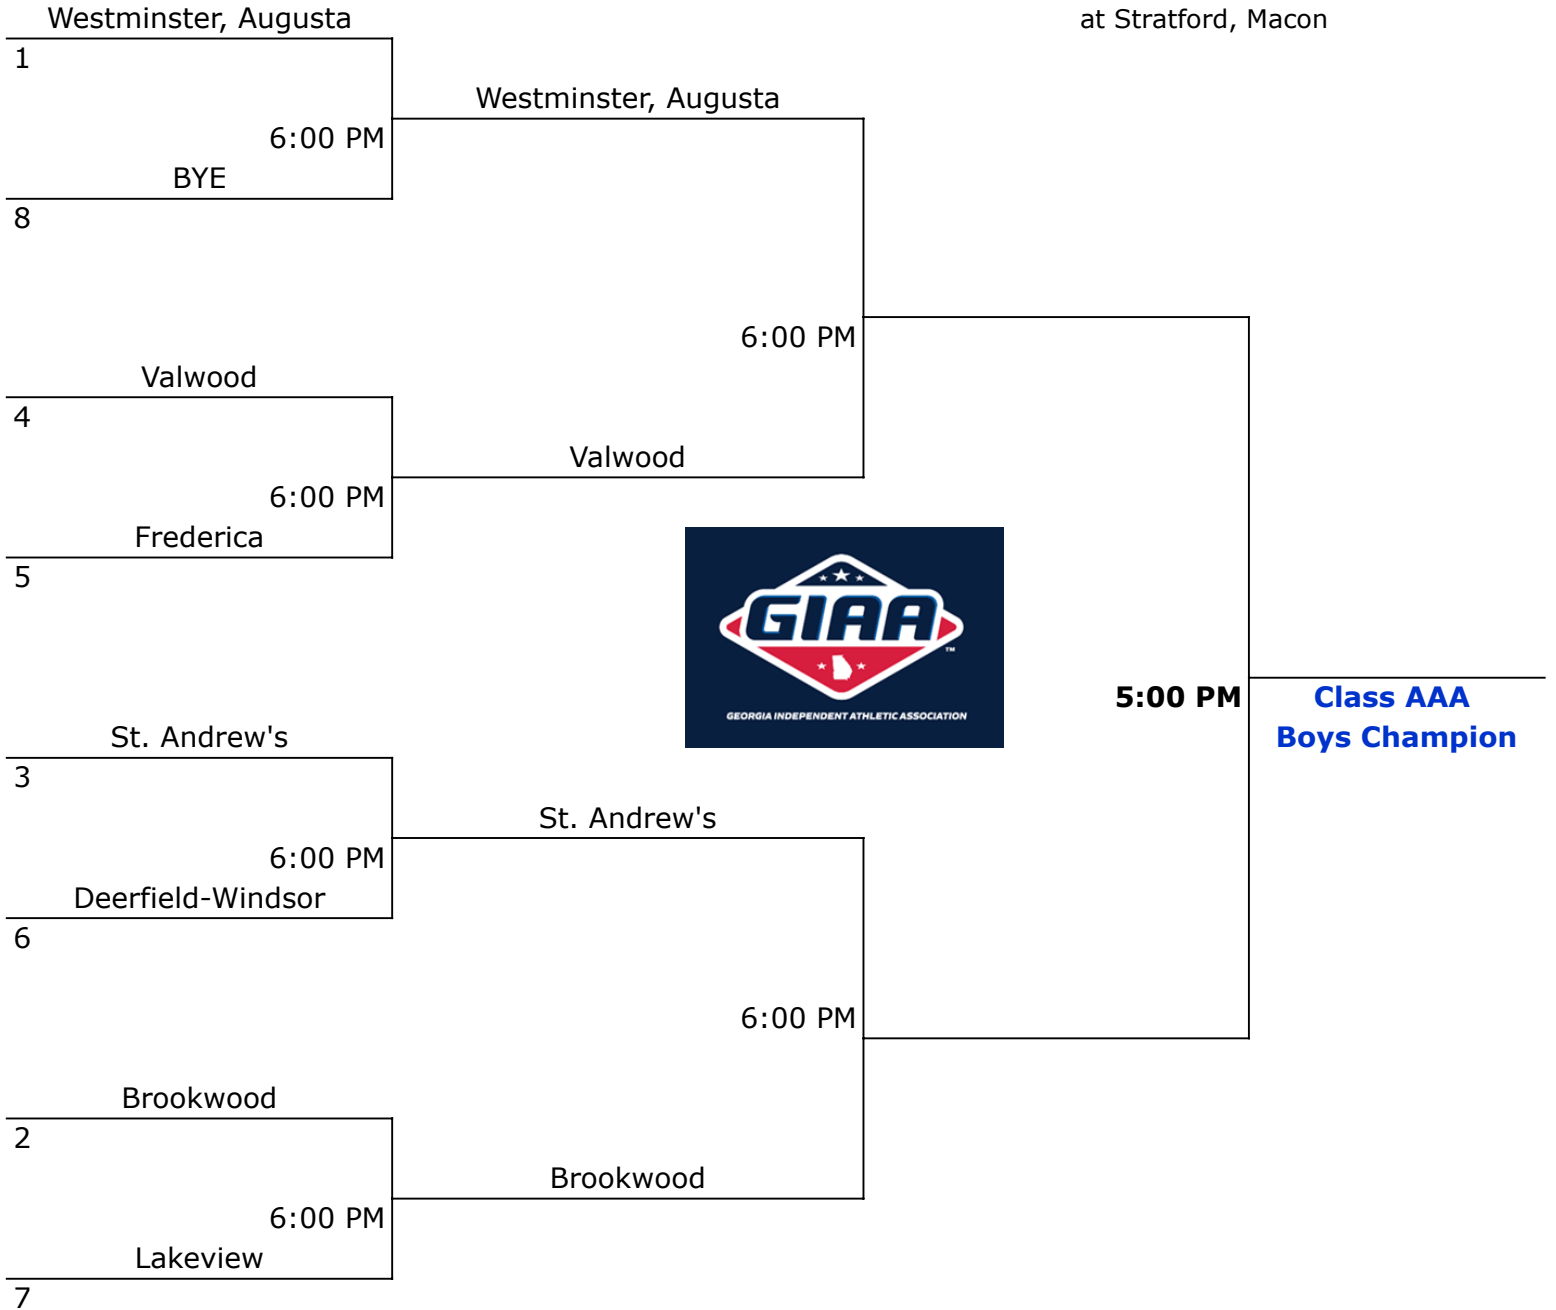 Westminster, Augusta
at Stratford, Macon
1
Westminster, Augusta
6:00 PM
BYE
8
6:00 PM
Valwood
4
Valwood
6:00 PM
Frederica
5
GIAA
TM
GEORGIA INDEPENDENT ATHLETIC ASSOCIATION
5:00 PM
Class AAA
Boys Champion
St. Andrew's
3
St. Andrew's
6:00 PM
Deerfield-Windsor
6
6:00 PM
Brookwood
2
Brookwood
6:00 PM
Lakeview
7